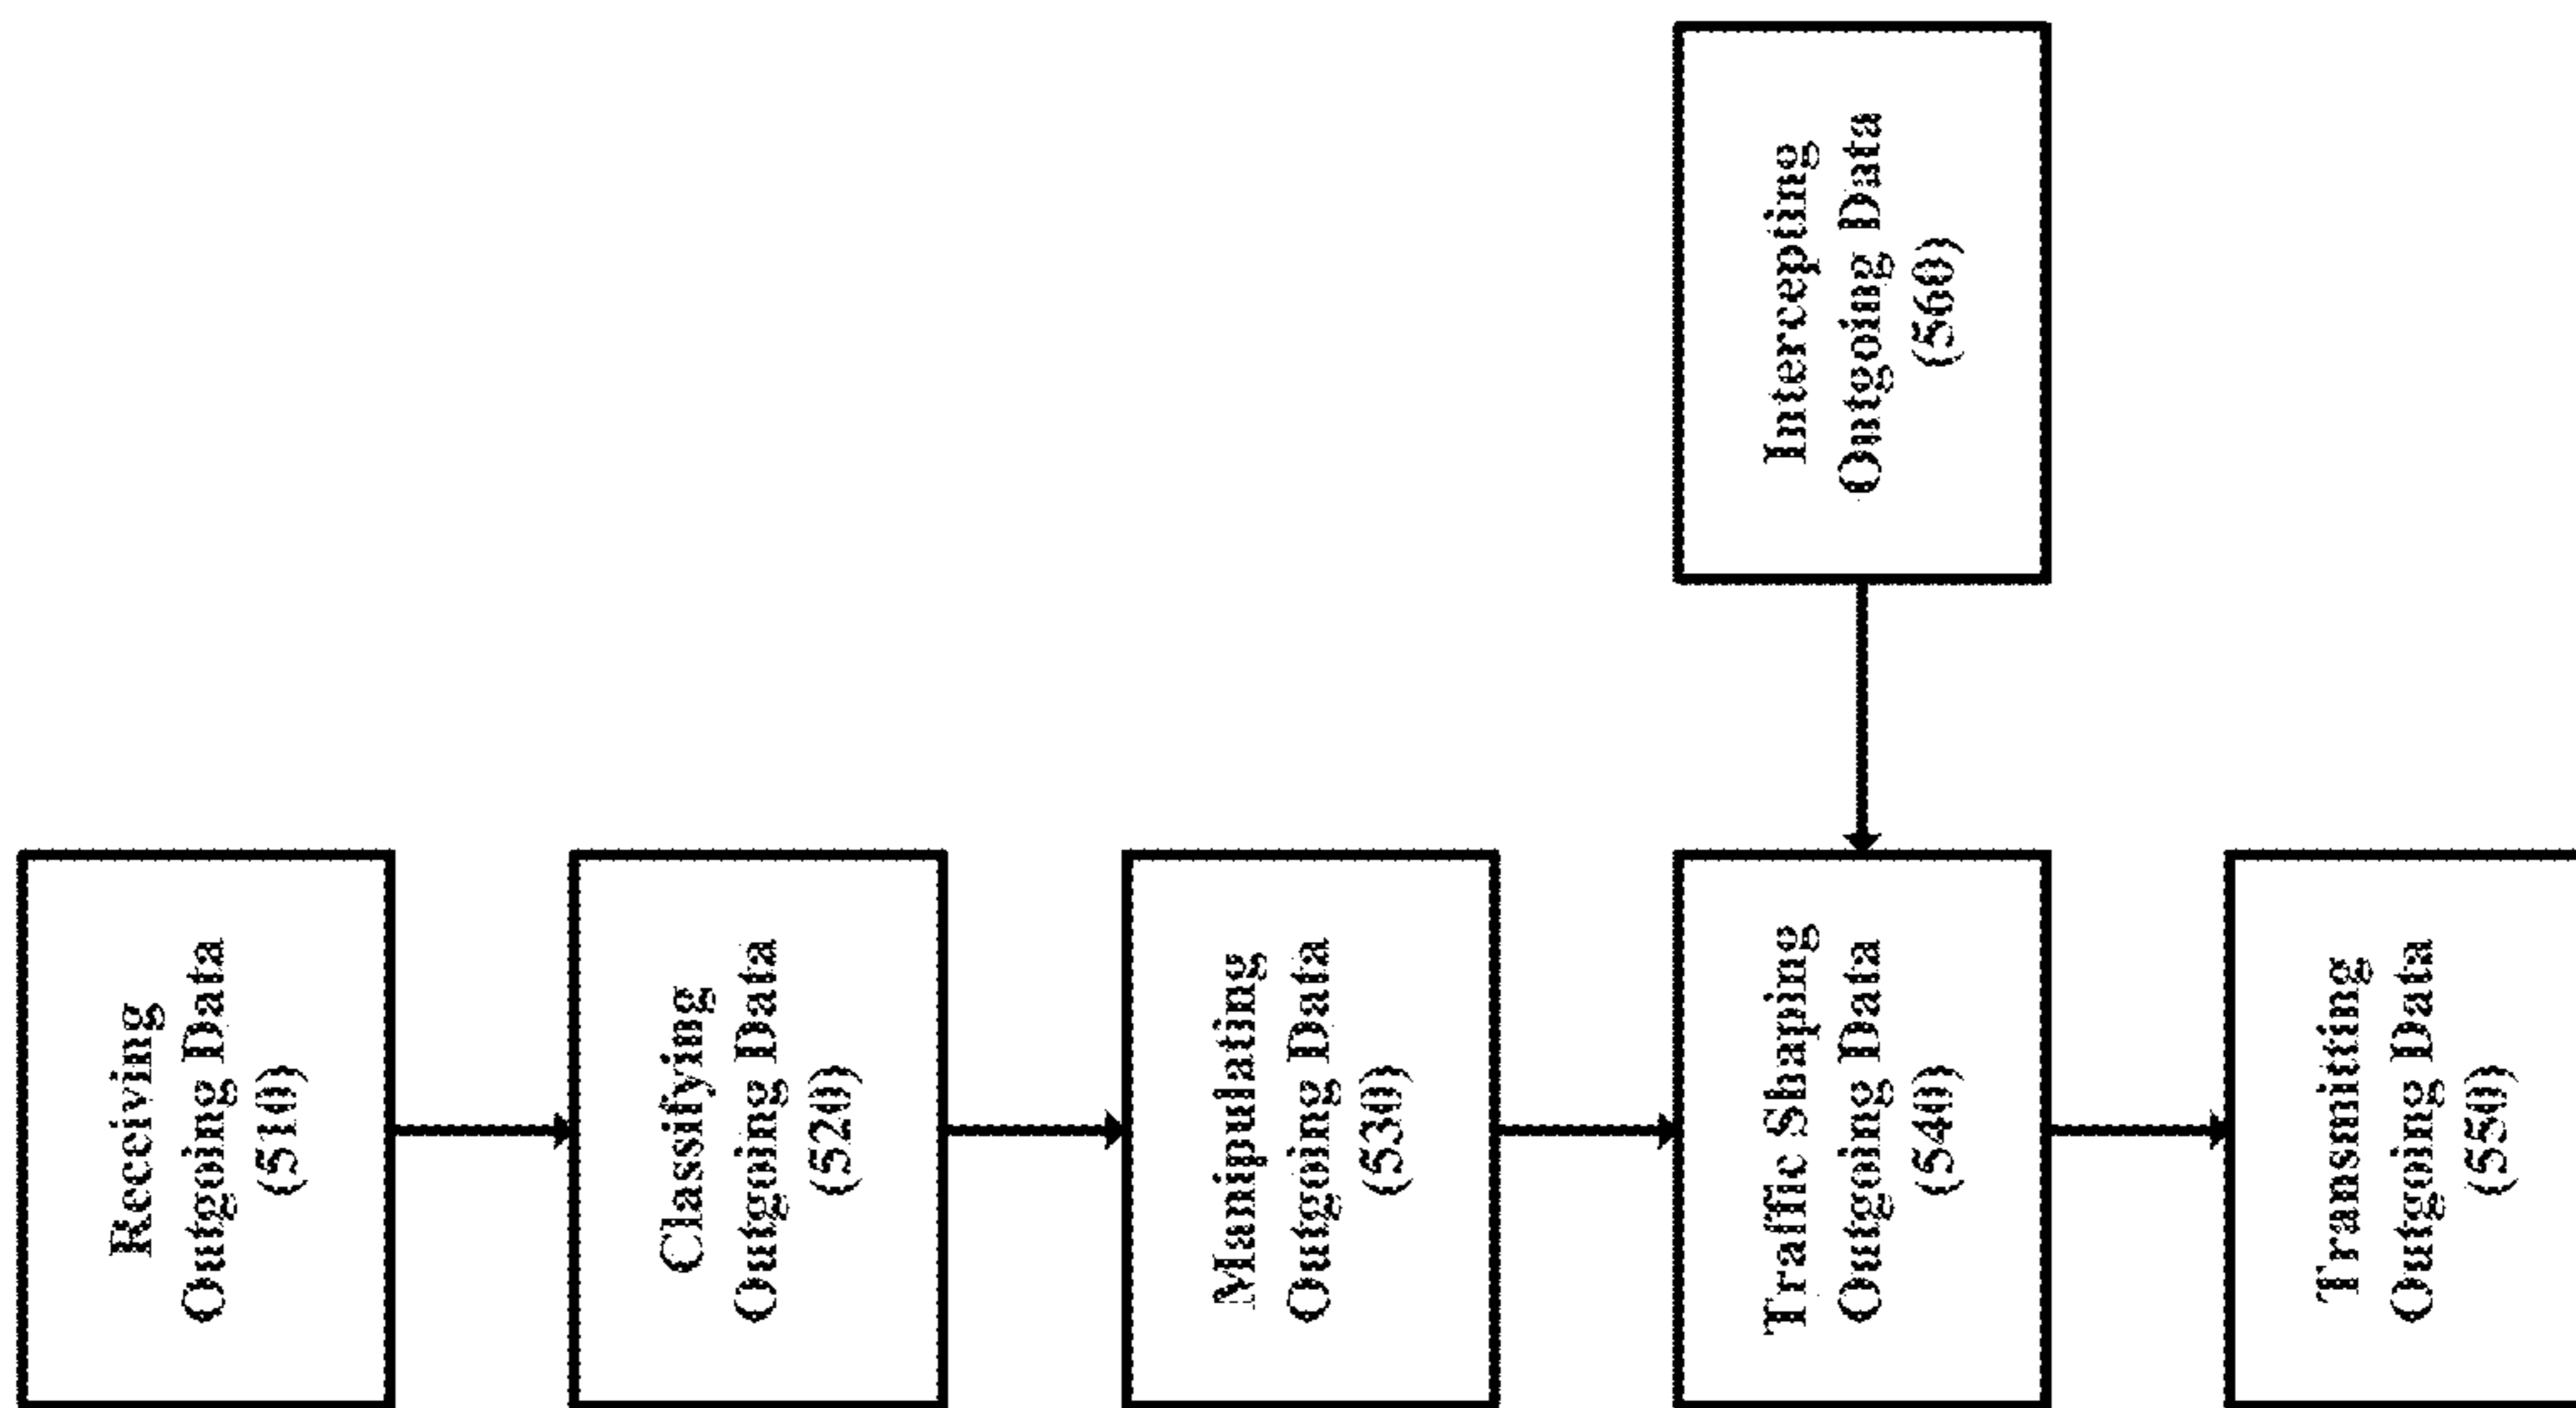 Receiving
Outgoing Data
(510)
Classifying
Outgoing Data
(520)
Manipulating
Outgoing Data
(530)
Traffic Shaping
Outgoing Data
(540)
Intercepting
Outgoing Data
(560)
Transmitting
Outgoing Data
(550)